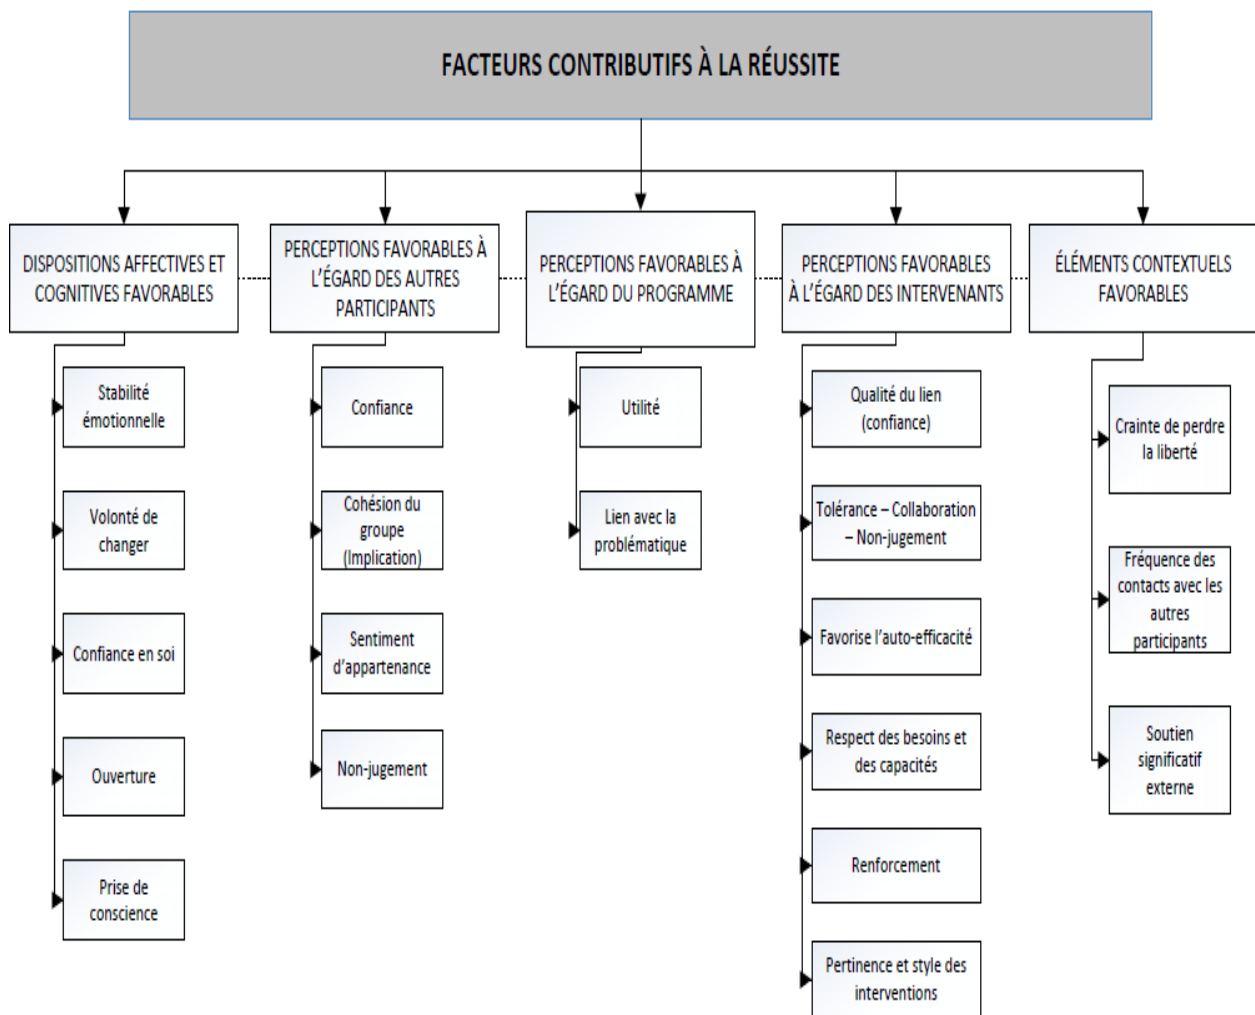 FACTEURS CONTRIBUTIFS À LA RÉUSSITE
DISPOSITIONS AFFECTIVES ET
COGNITIVES FAVORABLES
PERCEPTIONS FAVORABLES À
L'ÉGARD DES AUTRES
PARTICIPANTS
PERCEPTIONS FAVORABLES À
L'ÉGARD DU PROGRAMME
PERCEPTIONS FAVORABLES
À L'ÉGARD DES INTERVENANTS
ÉLÉMENTS CONTEXTUELS
FAVORABLES
Stabilité
émotionnelle
Volonté de
changer
Confiance en soi
Ouverture
Prise de
conscience
Confiance
Cohésion du
groupe
(Implication)
Sentiment
d'appartenance
Non-jugement
Utilité
Lien avec la
problématique
Qualité du lien
(confiance)
Tolérance – Collaboration
– Non-jugement
Favorise l'auto-efficacité
Respect des besoins et
des capacités
Renforcement
Pertinence et style des
interventions
Crainte de perdre
la liberté
Fréquence des
contacts avec les
autres
participants
Soutien
significatif
externe